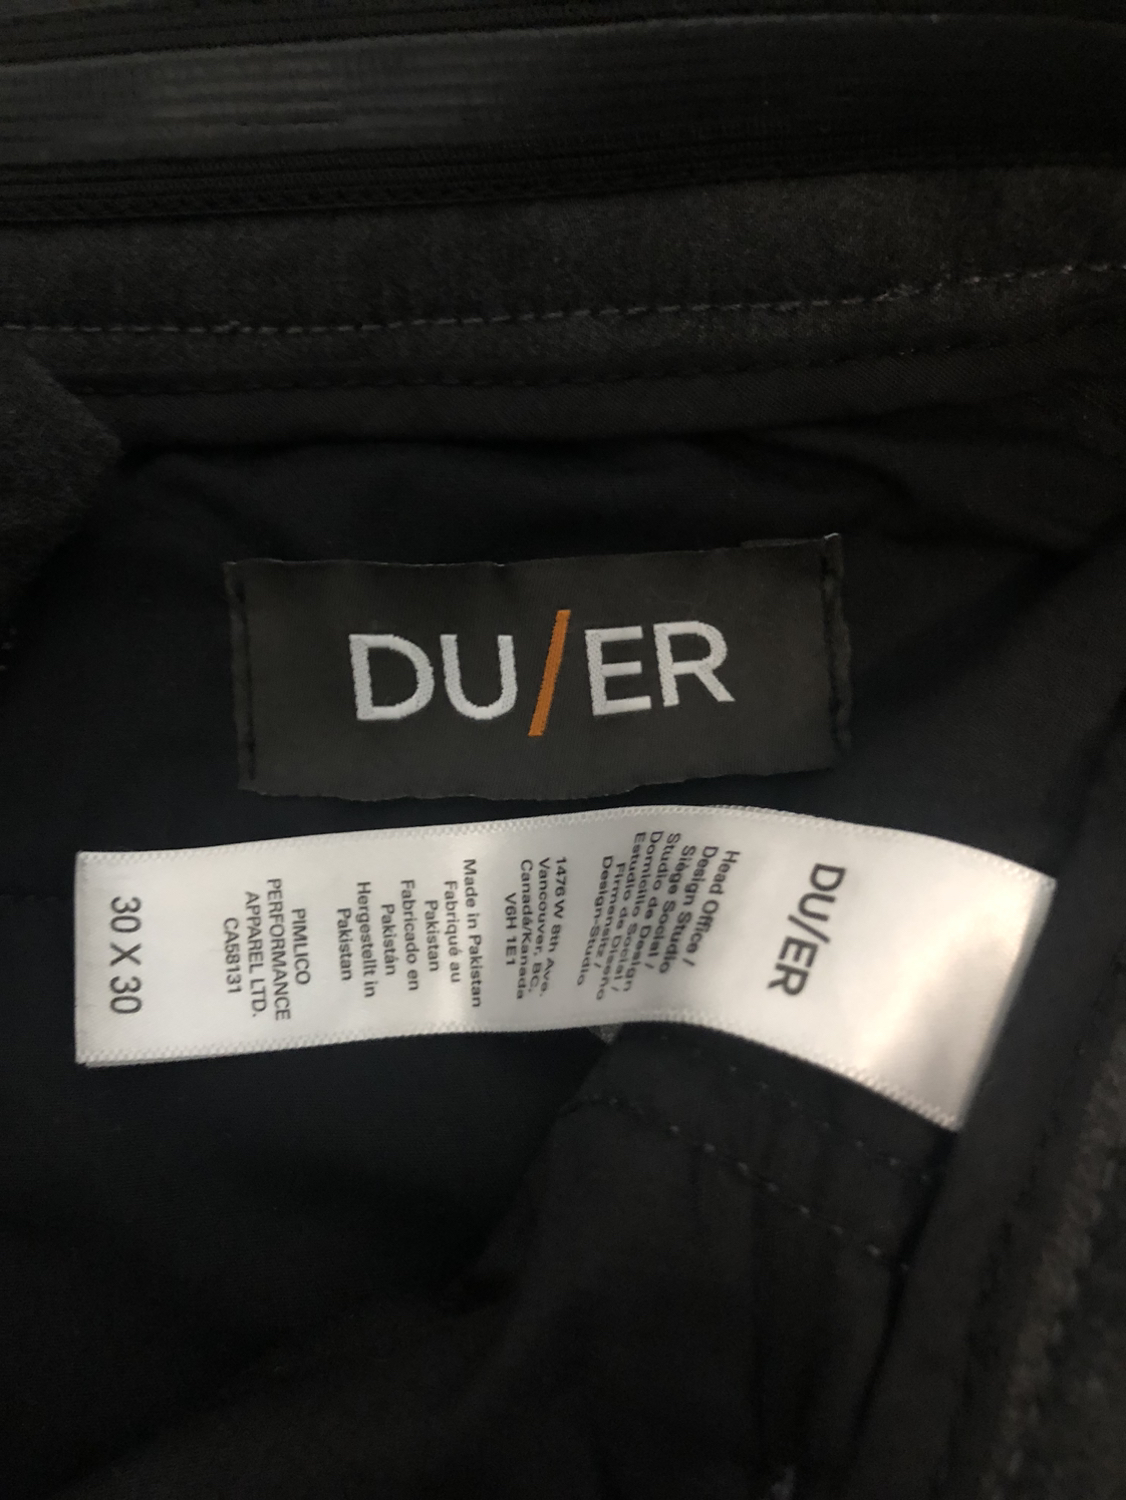 DU/ER
DU/ER
Head Office /
Design Studio /
Siège Social /
Studio de Design
Domicilio Social /
Estudio de Diseño
Firmensitz /
Design-Studio
1476 W 8th Ave.
Vancouver, BC,
Canada/Kanada
V6H 1E1
Made in Pakistan
Fabriqué au
Pakistan
Fabricado en
Pakistán
Hergestellt in
Pakistan
PIMLICO
PERFORMANCE
APPAREL LTD.
CA58131
30 X 30